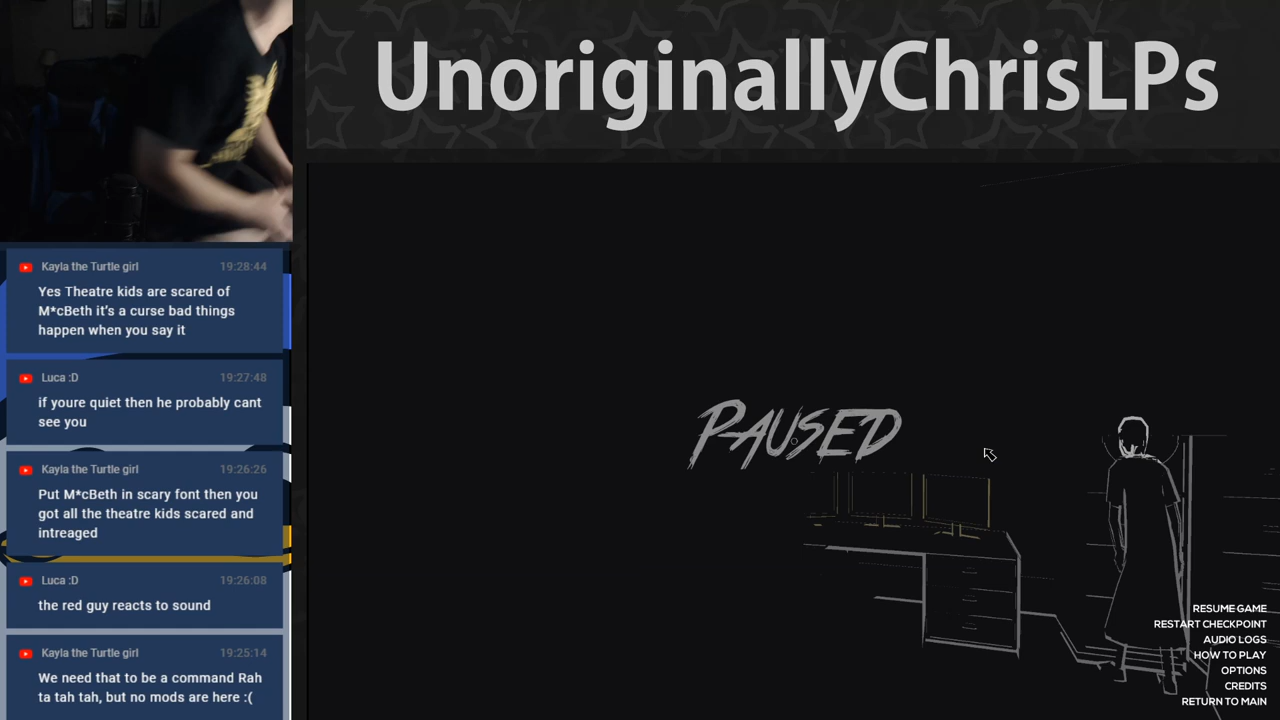 UnoriginallyChrisLPs
Kayla the Turtle girl 19:28:44
Yes Theatre kids are scared of
M*cBeth it's a curse bad things
happen when you say it
Luca :D 19:27:48
if youre quiet then he probably cant
see you
Kayla the Turtle girl 19:26:26
Put M*cBeth in scary font then you
got all the theatre kids scared and
intreaged
Luca :D 19:26:08
the red guy reacts to sound
Kayla the Turtle girl 19:25:14
We need that to be a command Rah
ta tah tah, but no mods are here :(
PAUSED
RESUME GAME
RESTART CHECKPOINT
AUDIO LOGS
HOW TO PLAY
OPTIONS
CREDITS
RETURN TO MAIN